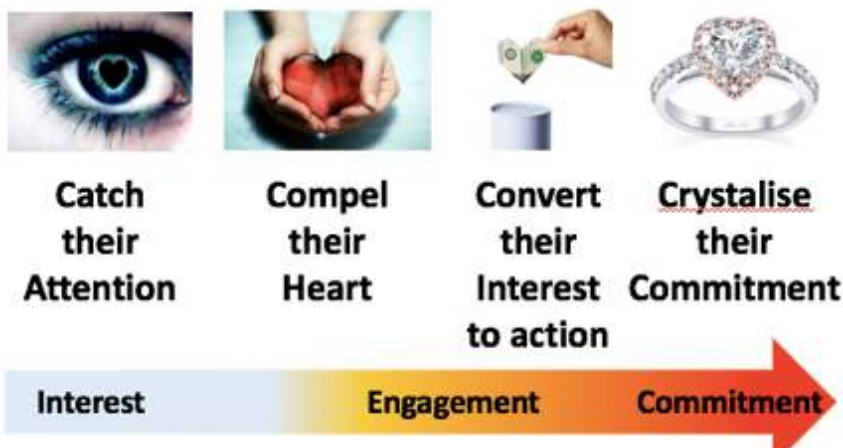 Catch
their
Attention
Compel
their
Heart
Convert
their
Interest
to action
Crystalise
their
Commitment
Interest
Engagement
Commitment